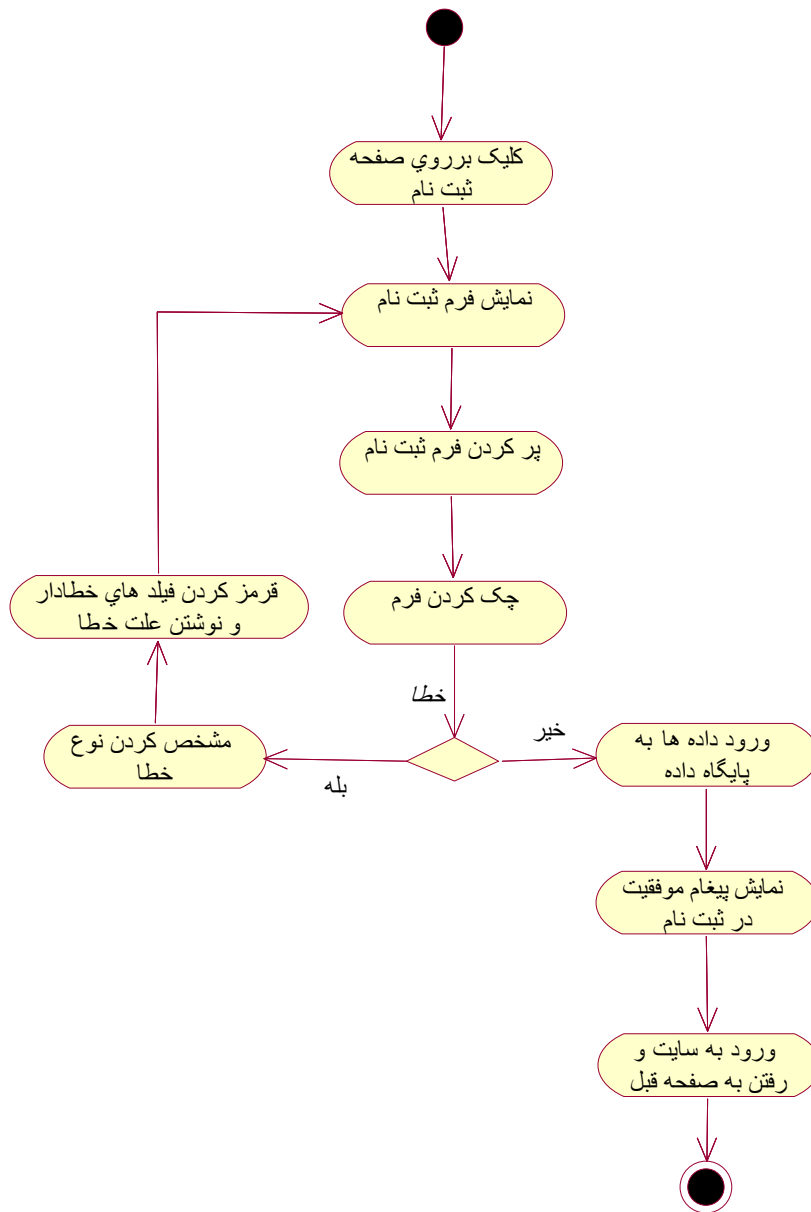 کليک برروي صفحه
ثبت نام
نمايش فرم ثبت نام
پر کردن فرم ثبت نام
قرمز کردن فيلد هاي خطادار
و نوشتن علت خطا
چک کردن فرم
خطا
خير
بله
مشخص کردن نوع
خطا
ورود داده ها به
پايگاه داده
نمايش پيغام موفقيت
در ثبت نام
ورود به سايت و
رفتن به صفحه قبل